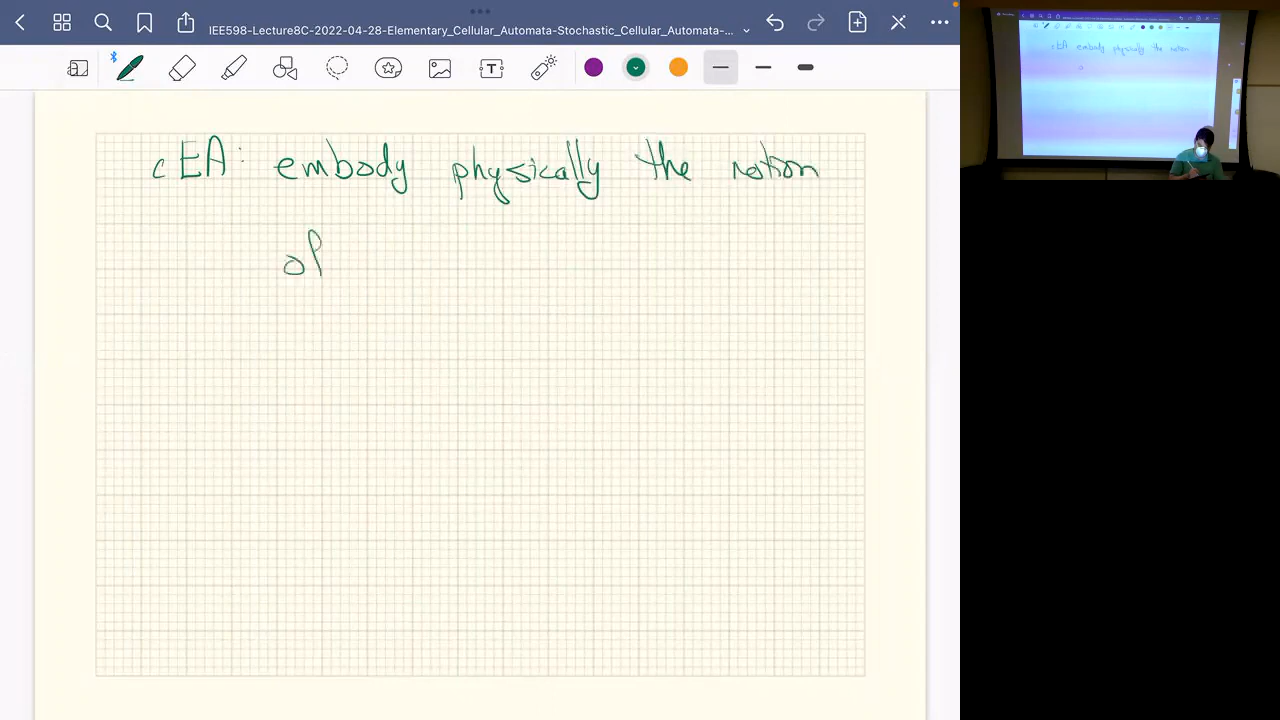 IEE598-Lecture8C-2022-04-28-Elementary_Cellular_Automata-Stochastic_Cellular_Automata-...
cEA: embody physically the notion
of